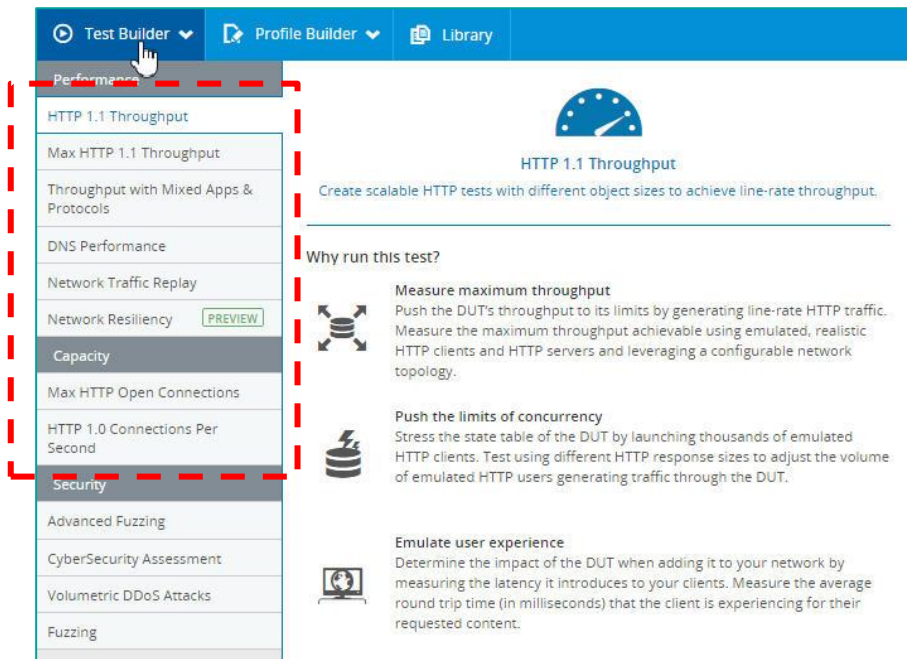 Test Builder
Profile Builder
Library
Performance
HTTP 1.1 Throughput
Max HTTP 1.1 Throughput
Throughput with Mixed Apps &
Protocols
DNS Performance
Network Traffic Replay
Network Resiliency PREVIEW
Capacity
Max HTTP Open Connections
HTTP 1.0 Connections Per
Second
Security
Advanced Fuzzing
CyberSecurity Assessment
Volumetric DDoS Attacks
Fuzzing
HTTP 1.1 Throughput
Create scalable HTTP tests with different object sizes to achieve line-rate throughput.
Why run this test?
Measure maximum throughput
Push the DUT's throughput to its limits by generating line-rate HTTP traffic.
Measure the maximum throughput achievable using emulated, realistic
HTTP clients and HTTP servers and leveraging a configurable network
topology.
Push the limits of concurrency
Stress the state table of the DUT by launching thousands of emulated
HTTP clients. Test using different HTTP response sizes to adjust the volume
of emulated HTTP users generating traffic through the DUT.
Emulate user experience
Determine the impact of the DUT when adding it to your network by
measuring the latency it introduces to your clients. Measure the average
round trip time (in milliseconds) that the client is experiencing for their
requested content.